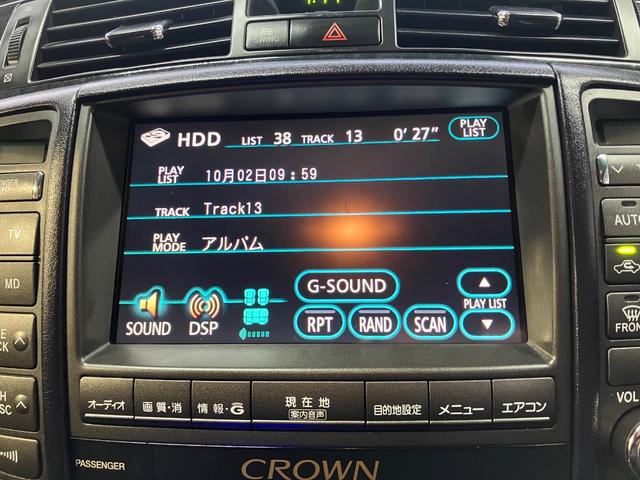 SWING
HDD LIST 38 TRACK 13 0′ 27″ PLAY LIST
PLAY LIST 10月02日09:59
TRACK Track13
PLAY MODE アルバム
G-SOUND
SOUND DSP RPT RAND SCAN PLAY LIST
TV
MD
AUTO
FRON
VOL
オーディオ 画質・消 情報・G 現在地 目的地設定 メニュー エアコン
案内音声
PASSENGER
CROWN